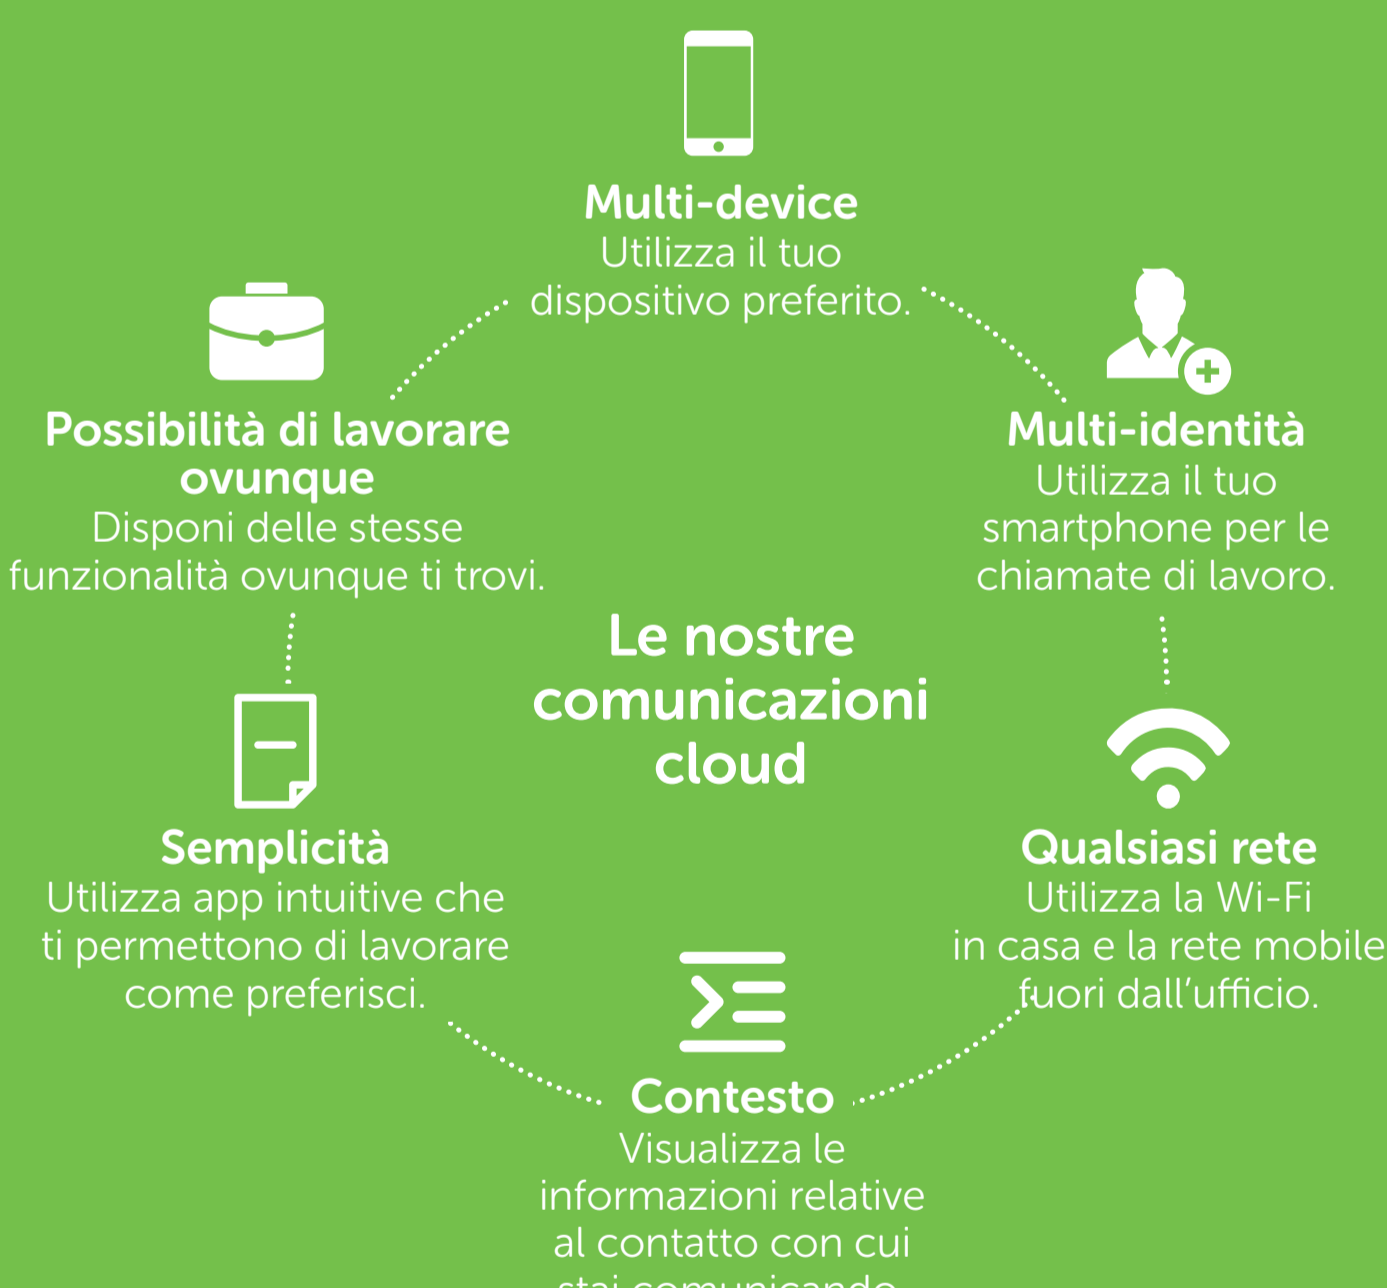 Multi-device
Utilizza il tuo
dispositivo preferito.
Possibilità di lavorare
ovunque
Disponi delle stesse
funzionalità ovunque ti trovi.
Multi-identità
Utilizza il tuo
smartphone per le
chiamate di lavoro.
Le nostre
comunicazioni
cloud
Semplicità
Utilizza app intuitive che
ti permettono di lavorare
come preferisci.
Qualsiasi rete
Utilizza la Wi-Fi
in casa e la rete mobile
fuori dall’ufficio.
Contesto
Visualizza le
informazioni relative
al contatto con cui
stai comunicando.